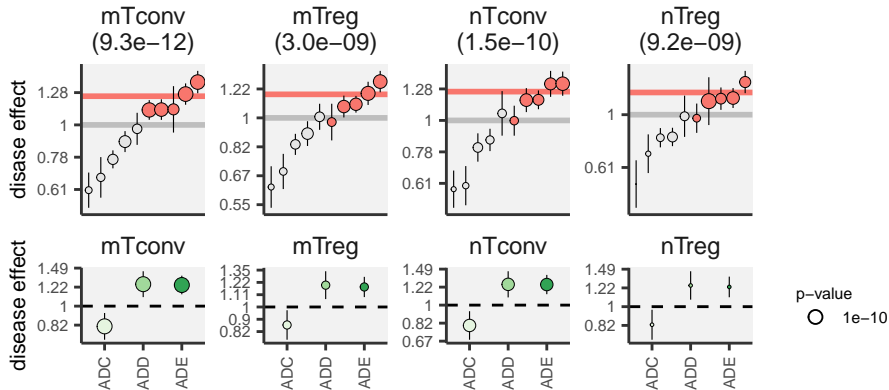 mTconv
(9.3e−12)
mTreg
(3.0e−09)
nTconv
(1.5e−10)
nTreg
(9.2e−09)
disase effect
1.28
1
0.78
0.61
1.22
1
0.82
0.67
0.55
1.28
1
0.78
0.61
1
0.61
mTconv
mTreg
nTconv
nTreg
disease effect
1.49
1.22
1
0.82
1.35
1.22
1.11
1
0.9
0.82
1.49
1.22
1
0.82
0.67
1.49
1.22
1
0.82
ADC
ADD
ADE
ADC
ADD
ADE
ADC
ADD
ADE
ADC
ADD
ADE
p−value
1e−10